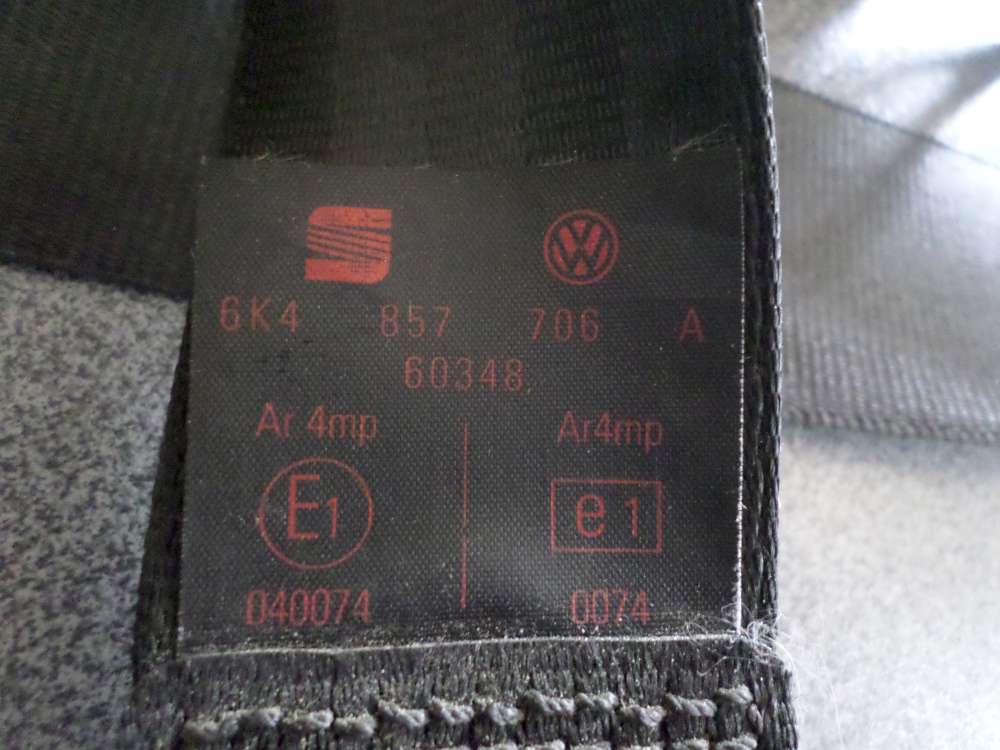 6K4 857 706 A
60348
Ar 4mp Ar4mp
E1 e1
040074 0074